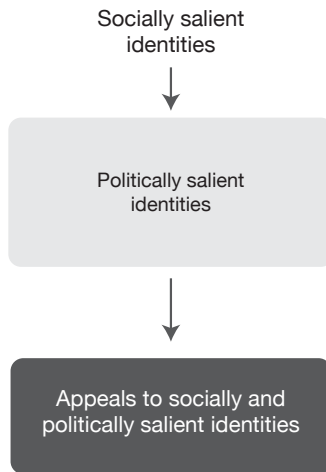 Socially salient
identities
Politically salient
identities
Appeals to socially and
politically salient identities